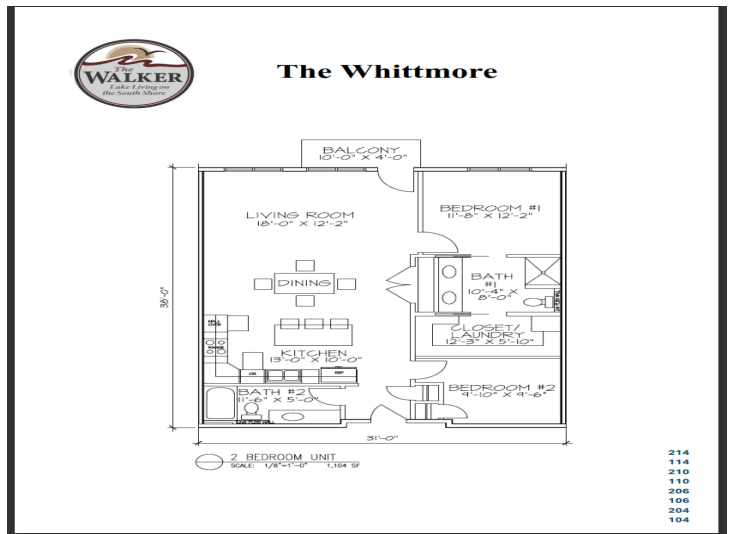 The
WALKER
Lake Living on
the South Shore
The Whittmore
BALCONY
10'-0" X 4'-0"
LIVING ROOM
18'-0" X 12'-2"
BEDROOM #1
11'-8" X 12'-2"
DINING
BATH
#1
10'-4" X
8'-0"
38'-0"
CLOSET/
LAUNDRY
12'-3" X 5'-10"
KITCHEN
13'-0" X 10'-0"
BATH #2
11'-6" X 5'-0"
BEDROOM #2
9'-10" X 9'-6"
31'-0"
2 BEDROOM UNIT
SCALE: 1/8"=1'-0" 1,104 SF
214
114
210
110
206
106
204
104